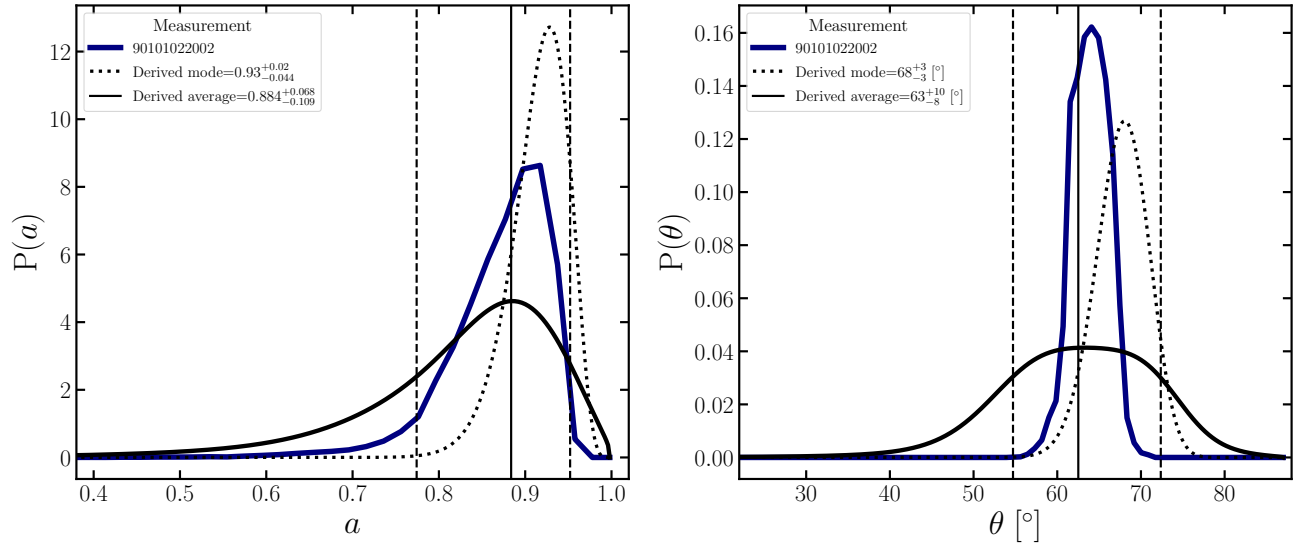 Measurement
90101022002
Derived mode=0.93^{+0.02}_{-0.044}
Derived average=0.884^{+0.068}_{-0.109}
P(a)
12
10
8
6
4
2
0
0.4 0.5 0.6 0.7 0.8 0.9 1.0
a
Measurement
90101022002
Derived mode=68^{+3}_{-3} [°]
Derived average=63^{+10}_{-8} [°]
P(θ)
0.16
0.14
0.12
0.10
0.08
0.06
0.04
0.02
0.00
30 40 50 60 70 80
θ [°]